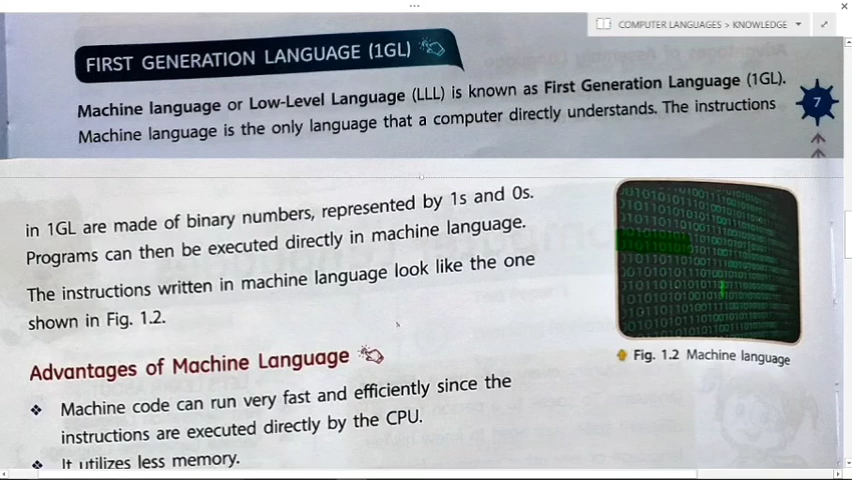 COMPUTER LANGUAGES > KNOWLEDGE
FIRST GENERATION LANGUAGE (1GL)
Machine language or Low-Level Language (LLL) is known as First Generation Language (1GL).
Machine language is the only language that a computer directly understands. The instructions
7
in 1GL are made of binary numbers, represented by 1s and 0s.
Programs can then be executed directly in machine language.
The instructions written in machine language look like the one
shown in Fig. 1.2.
Fig. 1.2 Machine language
Advantages of Machine Language
Machine code can run very fast and efficiently since the
instructions are executed directly by the CPU.
It utilizes less memory.